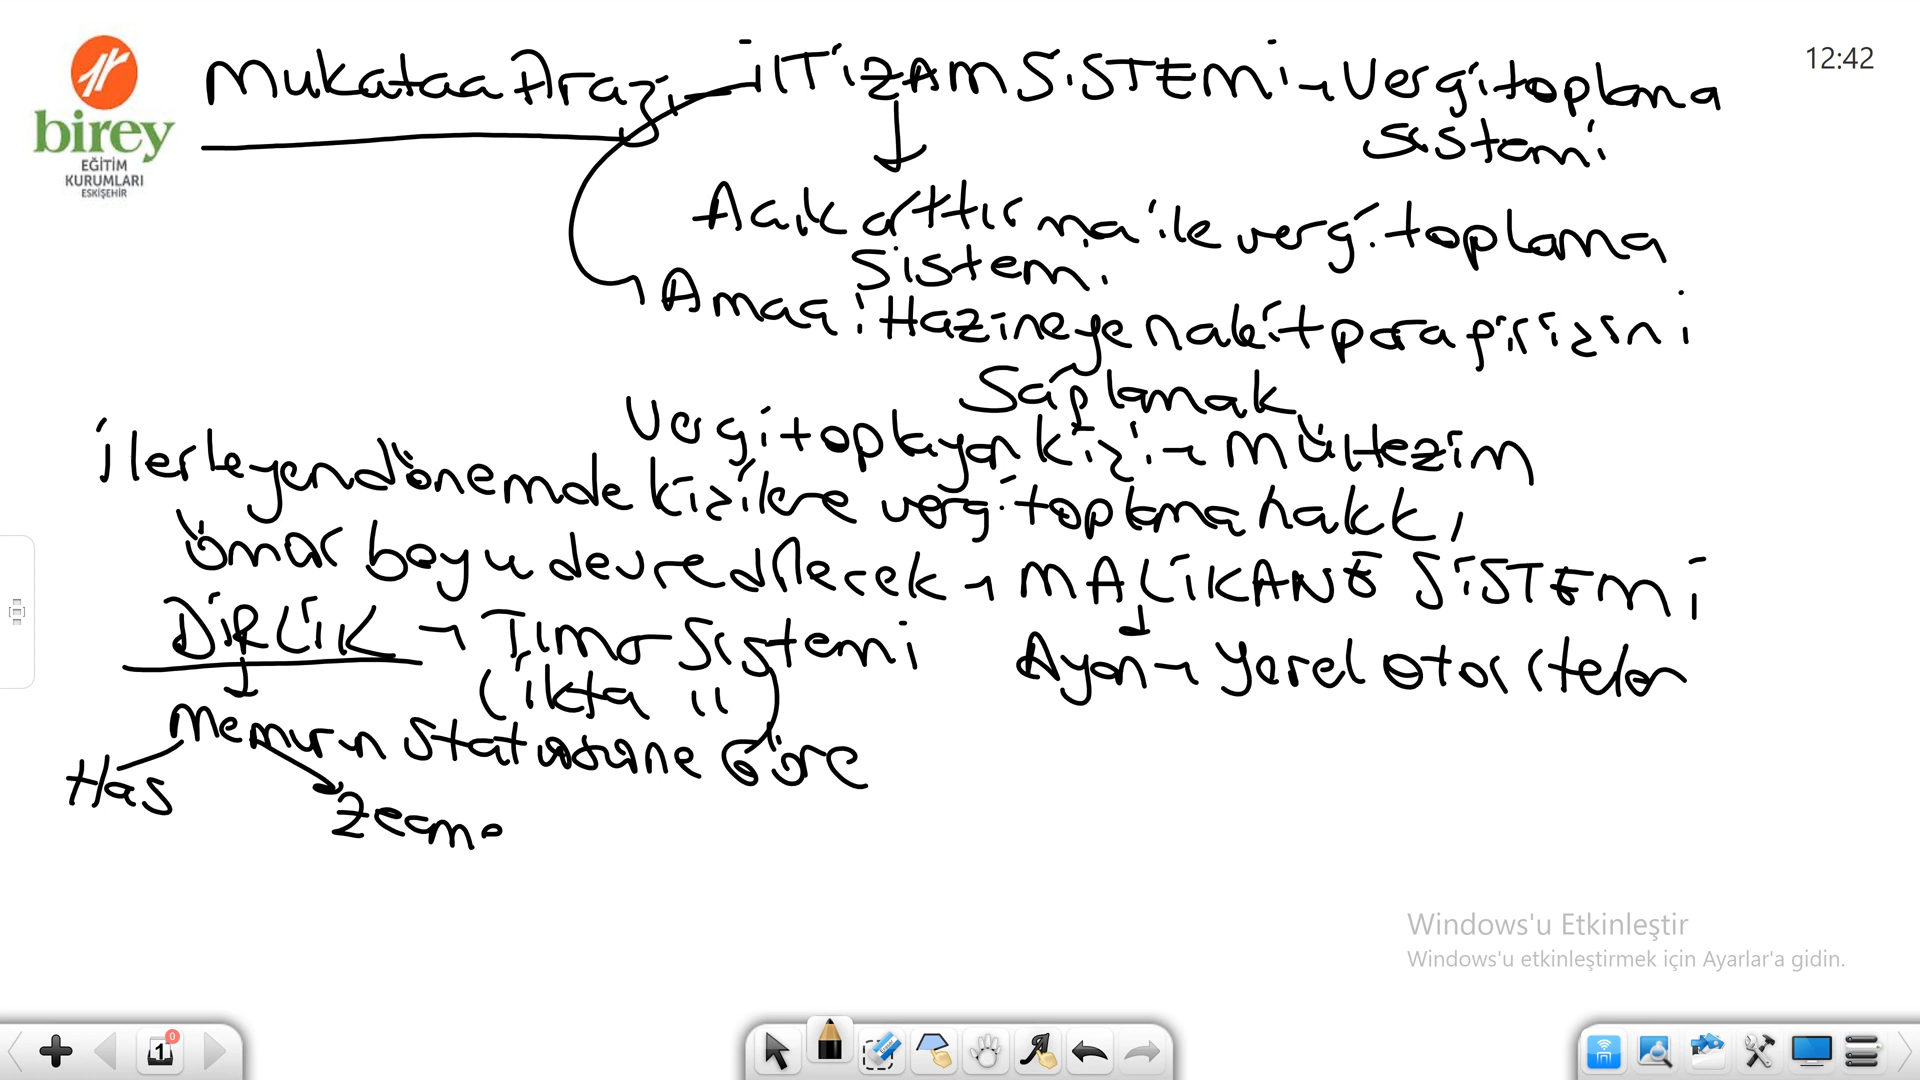 birey
EĞİTİM
KURUMLARI
ESKİŞEHİR
12:42
Mukataa Arazi – İLTİZAM SİSTEMİ → Vergi toplama
sistemi
Acık arttırma ile vergi toplama
sistemi
Amaç: Hazineye nakit para girişini
Sağlamak
Vergi toplayan kişi → Mültezim
İlerleyen dönemde kişilere vergi toplama hakkı
ömür boyu devredilecek → MALİKANE SİSTEMİ
DİRLİK → Tımar Sistemi
Ayan → Yerel otoriteler
(ikta ")
Memurun Statüsüne Göre
Has
Zeame
Windows'u Etkinleştir
Windows'u etkinleştirmek için Ayarlar'a gidin.
1
0